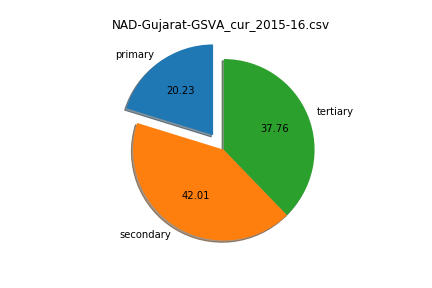 NAD-Gujarat-GSVA_cur_2015-16.csv
primary
20.23
tertiary
37.76
42.01
secondary